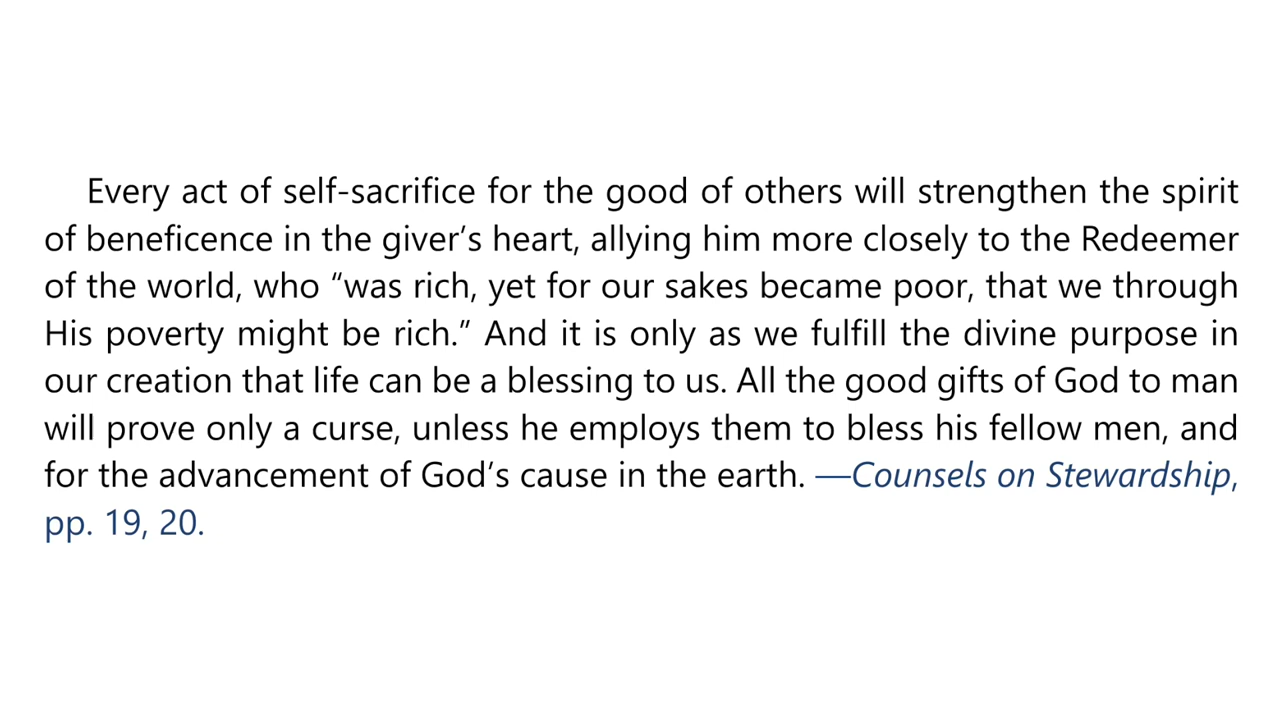 Every act of self-sacrifice for the good of others will strengthen the spirit
of beneficence in the giver’s heart, allying him more closely to the Redeemer
of the world, who “was rich, yet for our sakes became poor, that we through
His poverty might be rich.” And it is only as we fulfill the divine purpose in
our creation that life can be a blessing to us. All the good gifts of God to man
will prove only a curse, unless he employs them to bless his fellow men, and
for the advancement of God’s cause in the earth. —Counsels on Stewardship,
pp. 19, 20.